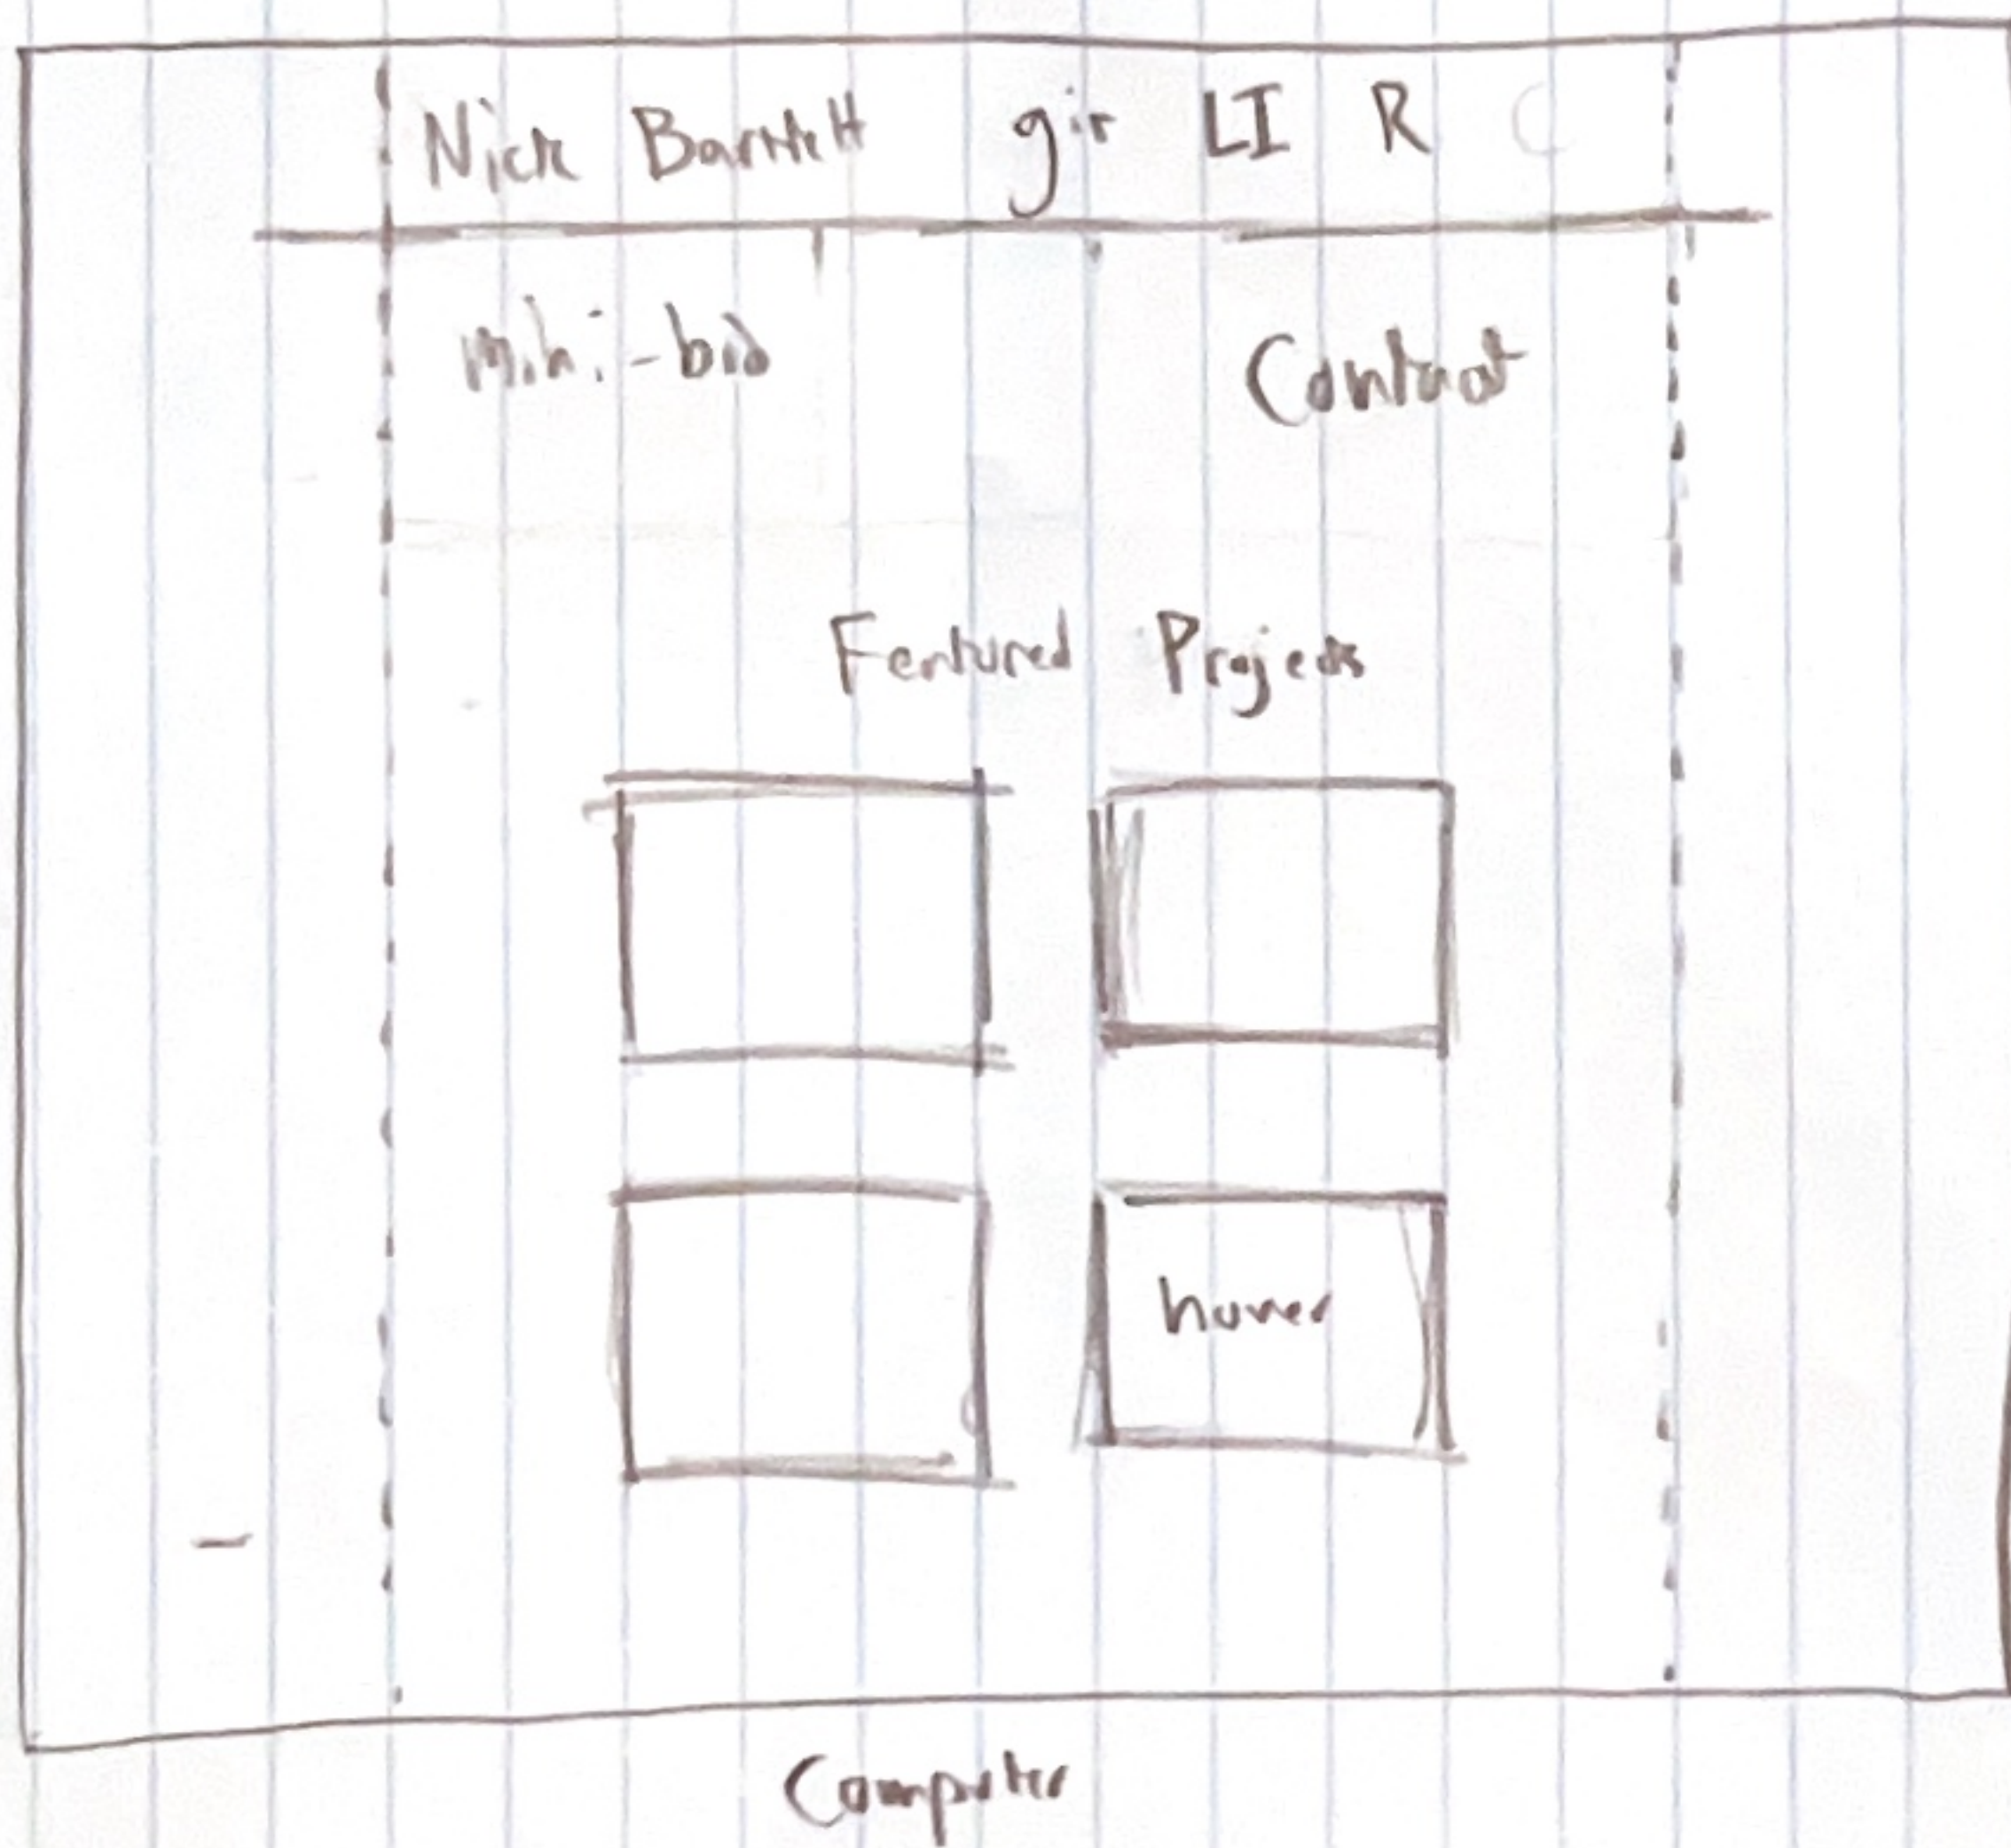 Nick Bartlett git LI R C
mini-bio Contact
Featured Projects
hover
Computer